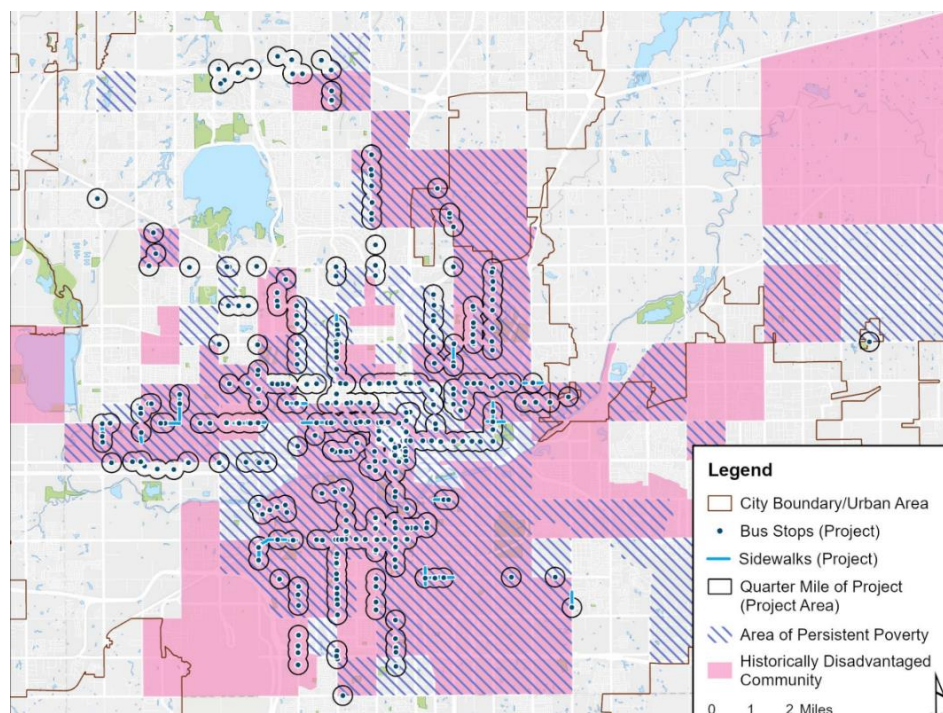 Legend
City Boundary/Urban Area
Bus Stops (Project)
Sidewalks (Project)
Quarter Mile of Project
(Project Area)
Area of Persistent Poverty
Historically Disadvantaged
Community
0 1 2 Miles